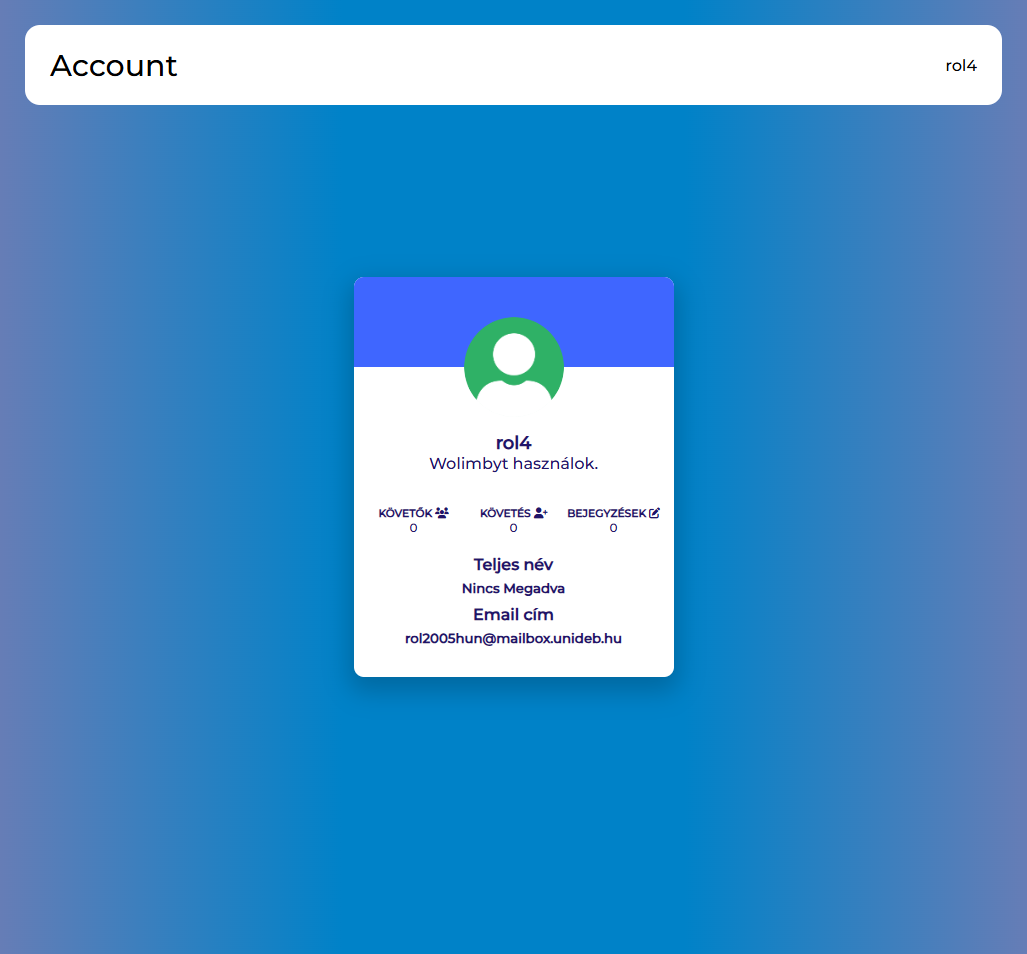 Account
rol4
rol4
Wolimbyt használok.
KÖVETŐK KÖVETÉS BEJEGYZÉSEK
0 0 0
Teljes név
Nincs Megadva
Email cím
rol2005hun@mailbox.unideb.hu